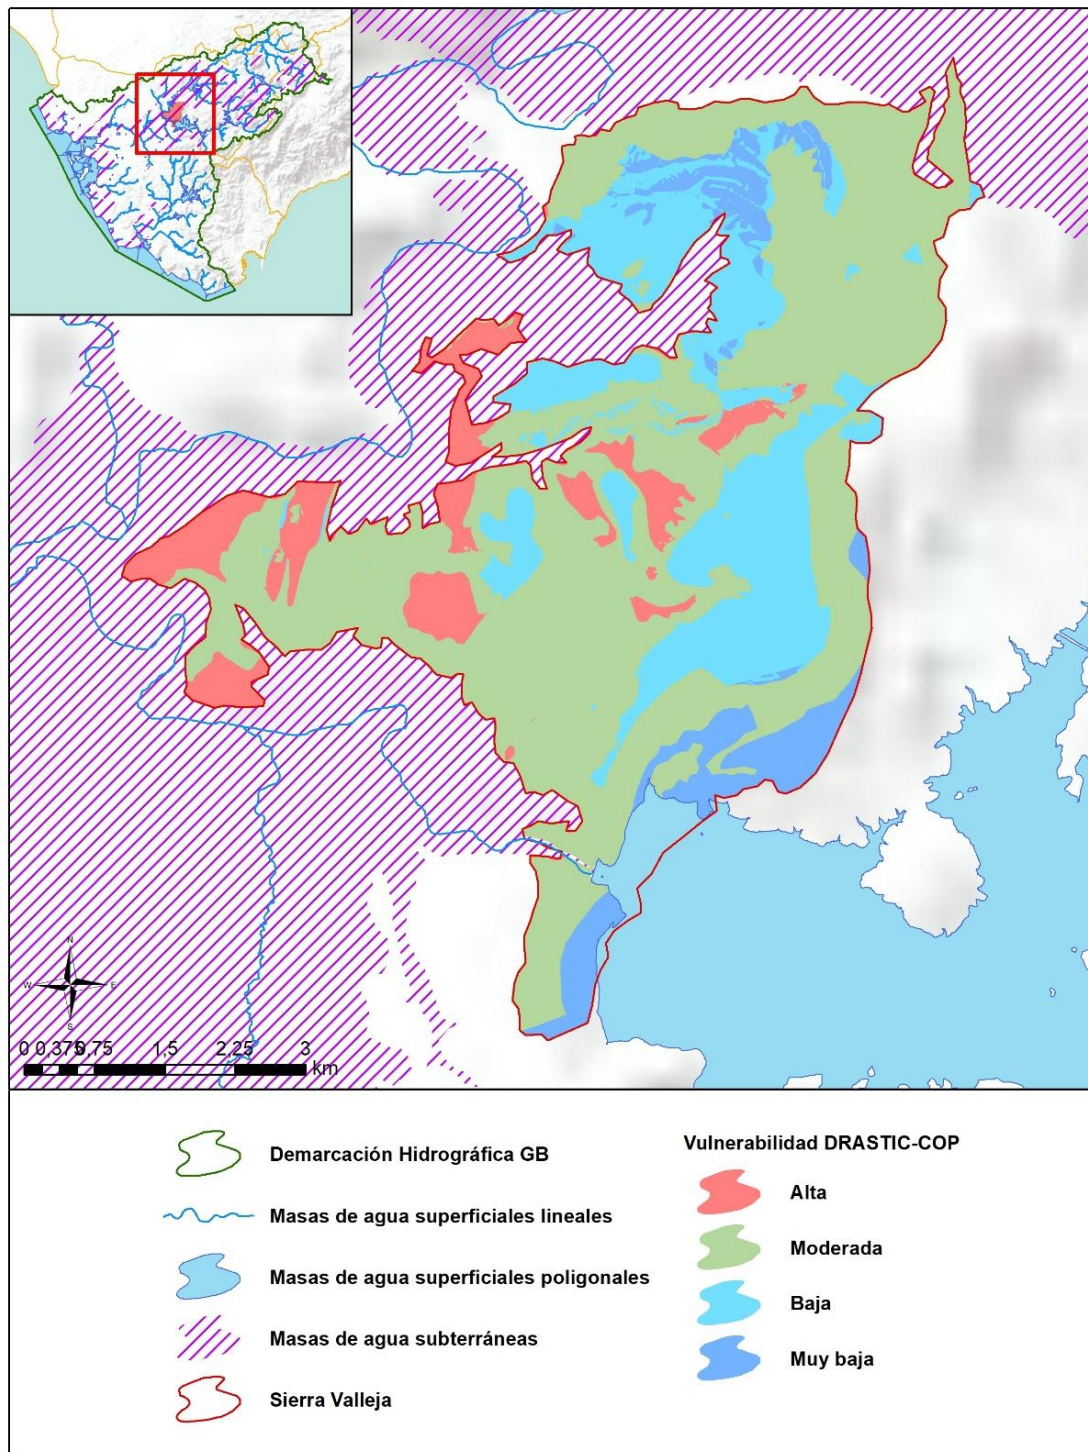 N
W
E
S
0 0,375 0,75 1,5 2,25 3
km
Demarcación Hidrográfica GB
Masas de agua superficiales lineales
Masas de agua superficiales poligonales
Masas de agua subterráneas
Sierra Valleja
Vulnerabilidad DRASTIC-COP
Alta
Moderada
Baja
Muy baja